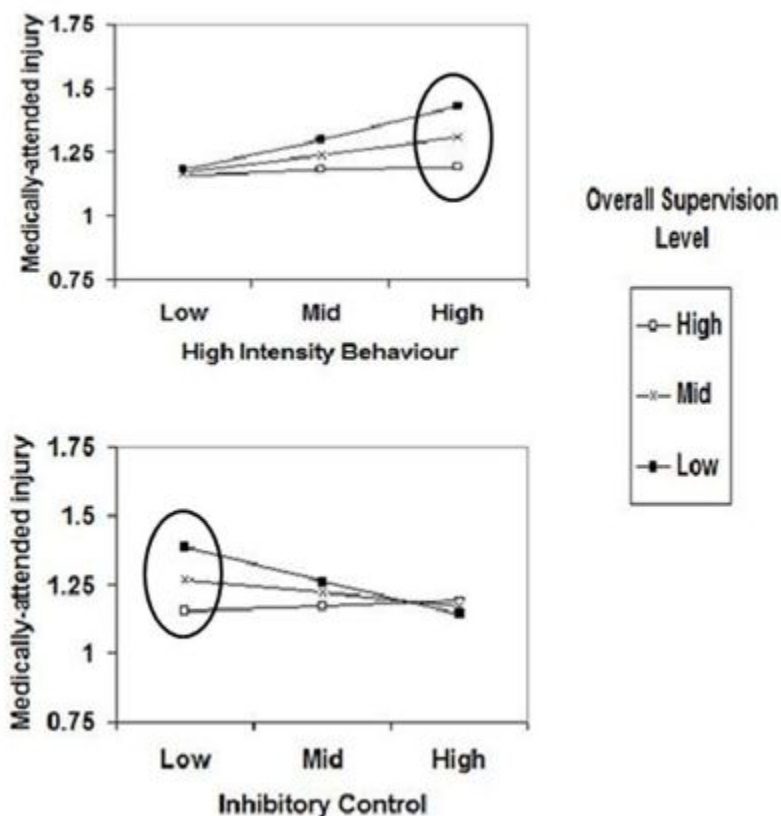 1.75
1.5
1.25
1
0.75
Medically-attended injury
Low Mid High
High Intensity Behaviour
Overall Supervision
Level
High
Mid
Low
1.75
1.5
1.25
1
0.75
Medically-attended injury
Low Mid High
Inhibitory Control